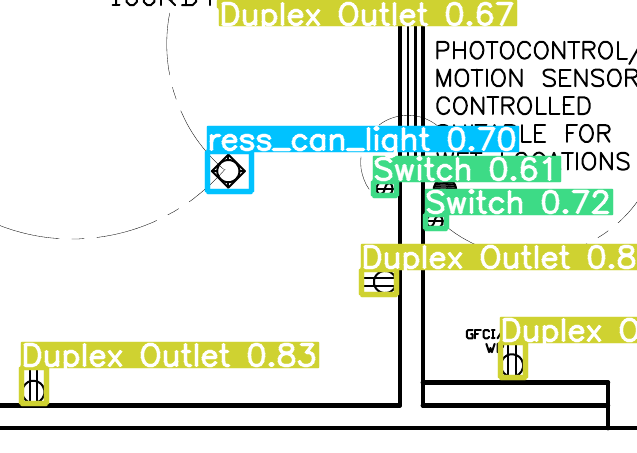 Duplex Outlet 0.67
PHOTOCONTROL/
MOTION SENSOR
CONTROLLED
ress_can_light 0.70
LE FOR
Switch 0.61
Switch 0.72
Duplex Outlet 0.8
GFCI/
Duplex O
Duplex Outlet 0.83